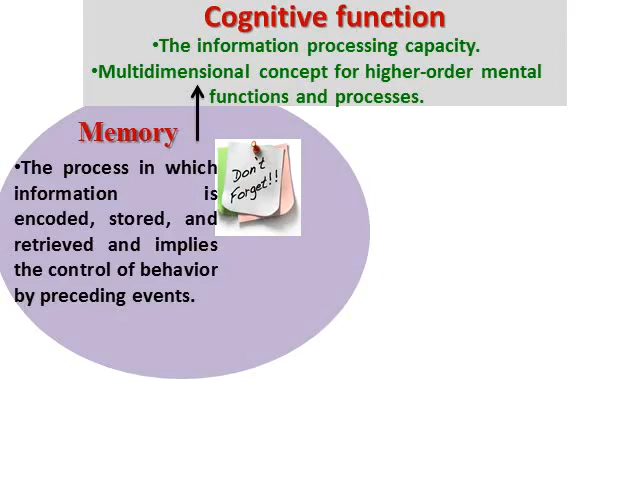 Cognitive function
•The information processing capacity.
•Multidimensional concept for higher-order mental
functions and processes.
Memory
•The process in which
information is
encoded, stored, and
retrieved and implies
the control of behavior
by preceding events.
Don't
Forget!!